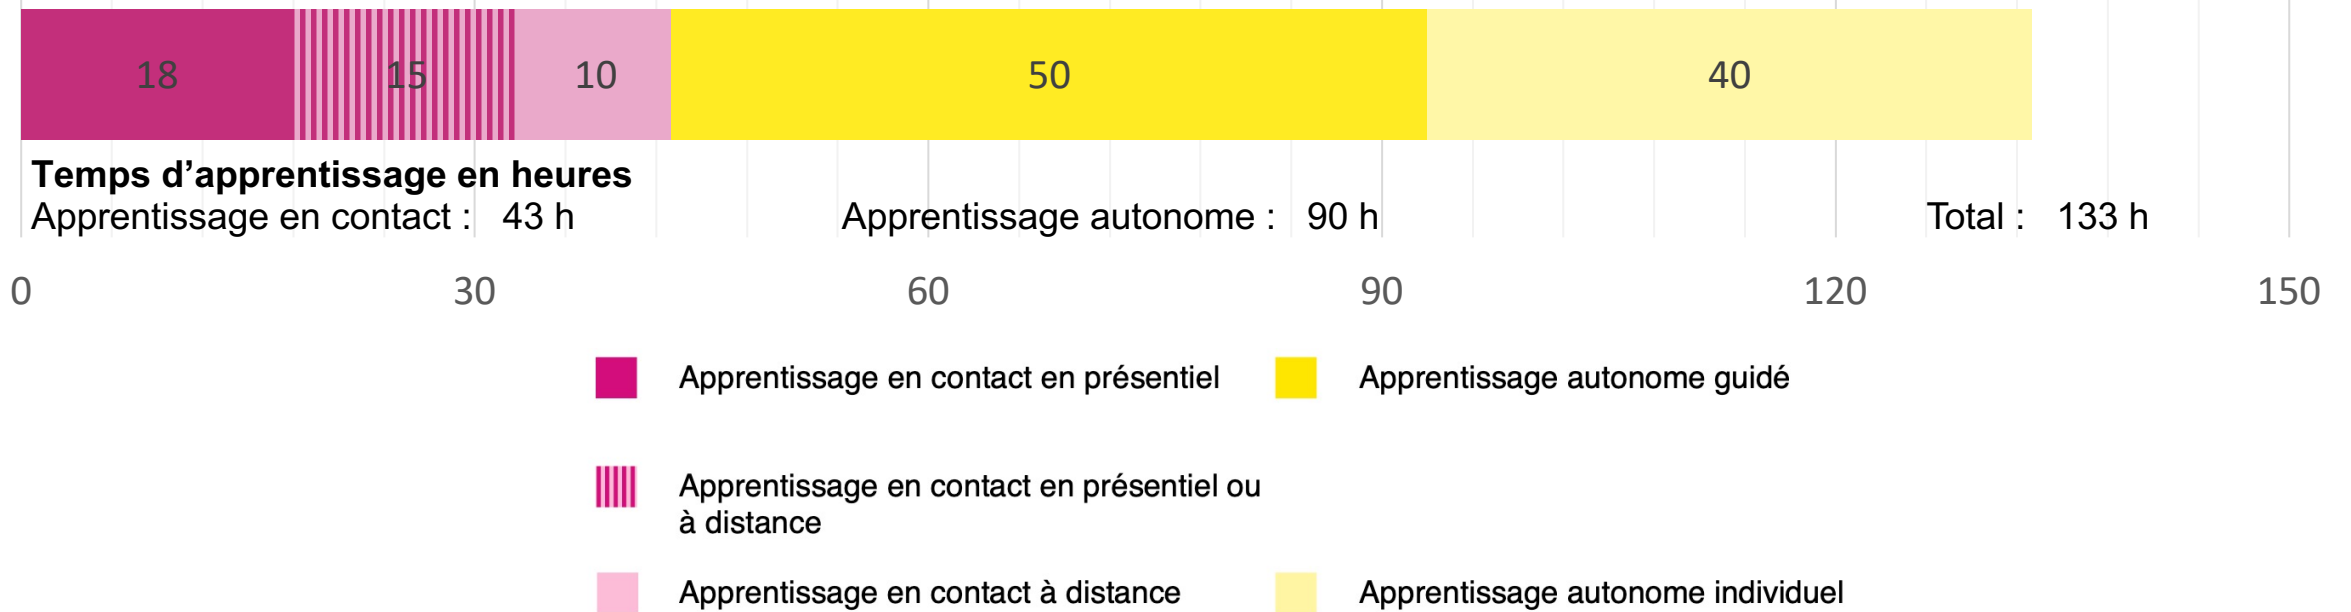 18 15 10 50 40
Temps d’apprentissage en heures
Apprentissage en contact : 43 h Apprentissage autonome : 90 h Total : 133 h
0 30 60 90 120 150
Apprentissage en contact en présentiel Apprentissage autonome guidé
Apprentissage en contact en présentiel ou
à distance
Apprentissage en contact à distance Apprentissage autonome individuel